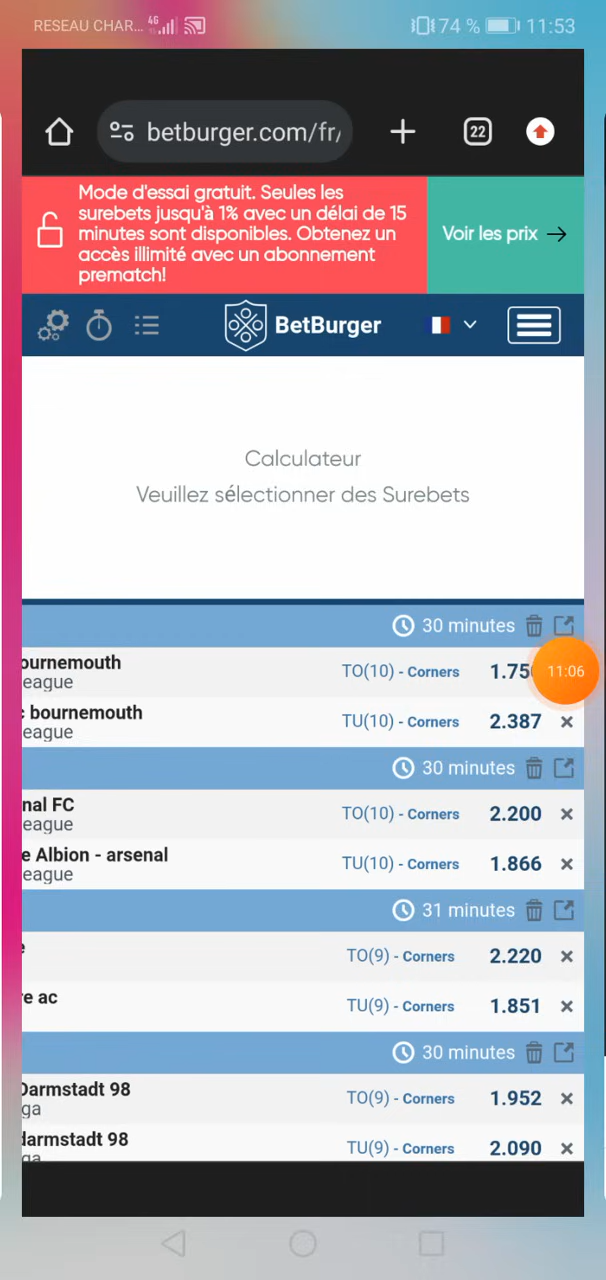 RESEAU CHAR... 4G 74 % 11:53
betburger.com/fr/ 22
Mode d'essai gratuit. Seules les
surebets jusqu'à 1% avec un délai de 15
minutes sont disponibles. Obtenez un
accès illimité avec un abonnement
prematch!
Voir les prix →
BetBurger
Calculateur
Veuillez sélectionner des Surebets
30 minutes
ournemouth TO(10) - Corners 1.75
eague
11:06
bournemouth TU(10) - Corners 2.387 ×
eague
30 minutes
nal FC TO(10) - Corners 2.200 ×
eague
e Albion - arsenal TU(10) - Corners 1.866 ×
eague
31 minutes
e TO(9) - Corners 2.220 ×
re ac TU(9) - Corners 1.851 ×
30 minutes
Darmstadt 98 TO(9) - Corners 1.952 ×
ga
darmstadt 98 TU(9) - Corners 2.090 ×
ga